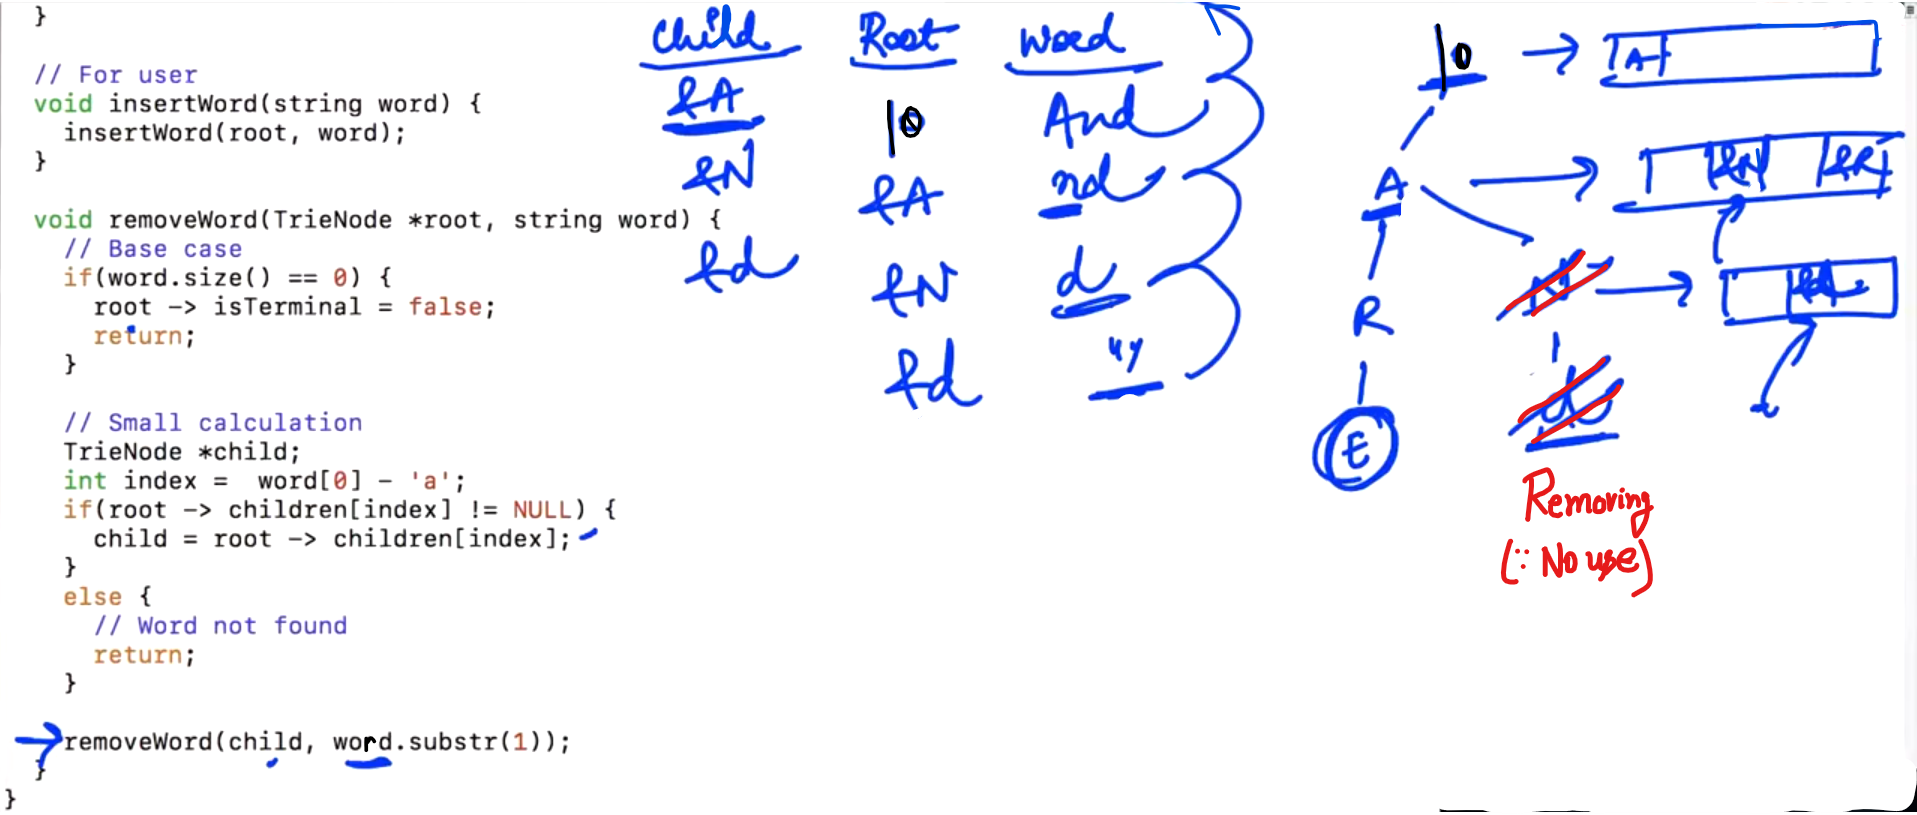 }
// For user
void insertWord(string word) {
insertWord(root, word);
}
void removeWord(TrieNode *root, string word) {
// Base case
if(word.size() == 0) {
root -> isTerminal = false;
return;
}
// Small calculation
TrieNode *child;
int index =  word[0] - 'a';
if(root -> children[index] != NULL) {
child = root -> children[index];
}
else {
// Word not found
return;
}
removeWord(child, word.substr(1));
}
}
Child Root Word
&A \0 And
&N &A nd
&d &N d
&d " "
\0 → A
A → &N &R
N → &d
R
d
E
Removing
(∵ No use)